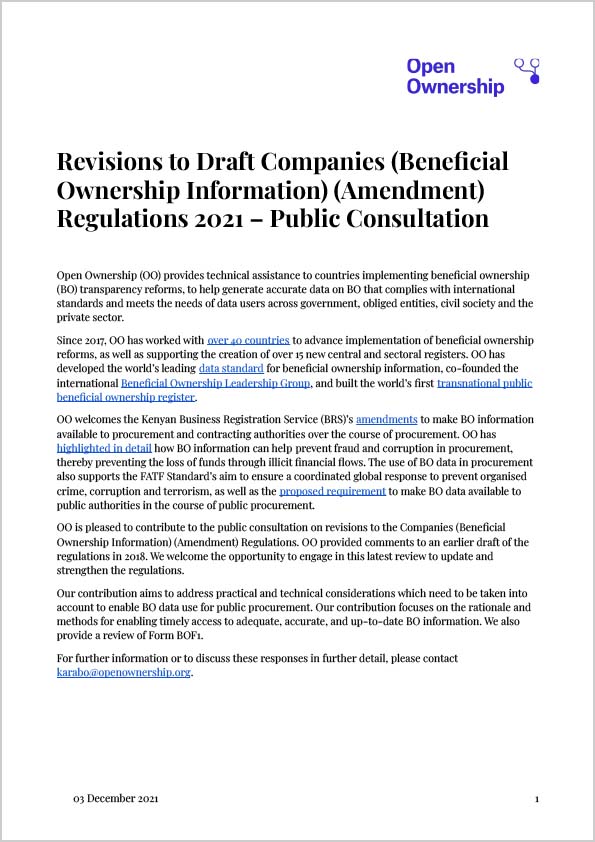 Open
Ownership
Revisions to Draft Companies (Beneficial
Ownership Information) (Amendment)
Regulations 2021 – Public Consultation
Open Ownership (OO) provides technical assistance to countries implementing beneficial ownership
(BO) transparency reforms, to help generate accurate data on BO that complies with international
standards and meets the needs of data users across government, obliged entities, civil society and the
private sector.
Since 2017, OO has worked with over 40 countries to advance implementation of beneficial ownership
reforms, as well as supporting the creation of over 15 new central and sectoral registers. OO has
developed the world's leading data standard for beneficial ownership information, co-founded the
international Beneficial Ownership Leadership Group, and built the world's first transnational public
beneficial ownership register.
OO welcomes the Kenyan Business Registration Service (BRS)'s amendments to make BO information
available to procurement and contracting authorities over the course of procurement. OO has
highlighted in detail how BO information can help prevent fraud and corruption in procurement,
thereby preventing the loss of funds through illicit financial flows. The use of BO data in procurement
also supports the FATF Standard's aim to ensure a coordinated global response to prevent organised
crime, corruption and terrorism, as well as the proposed requirement to make BO data available to
public authorities in the course of public procurement.
OO is pleased to contribute to the public consultation on revisions to the Companies (Beneficial
Ownership Information) (Amendment) Regulations. OO provided comments to an earlier draft of the
regulations in 2018. We welcome the opportunity to engage in this latest review to update and
strengthen the regulations.
Our contribution aims to address practical and technical considerations which need to be taken into
account to enable BO data use for public procurement. Our contribution focuses on the rationale and
methods for enabling timely access to adequate, accurate, and up-to-date BO information. We also
provide a review of Form BOF1.
For further information or to discuss these responses in further detail, please contact
karabo@openownership.org.
03 December 2021
1